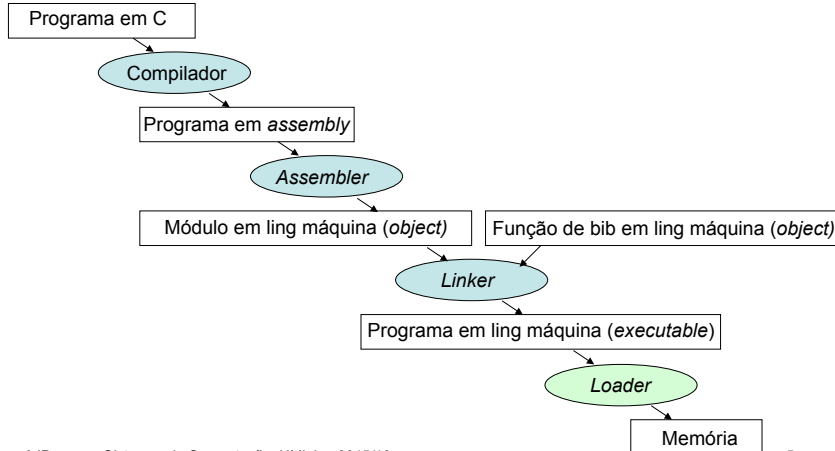 Programa em C
Compilador
Programa em assembly
Assembler
Módulo em ling máquina (object)
Função de bib em ling máquina (object)
Linker
Programa em ling máquina (executable)
Loader
Memória